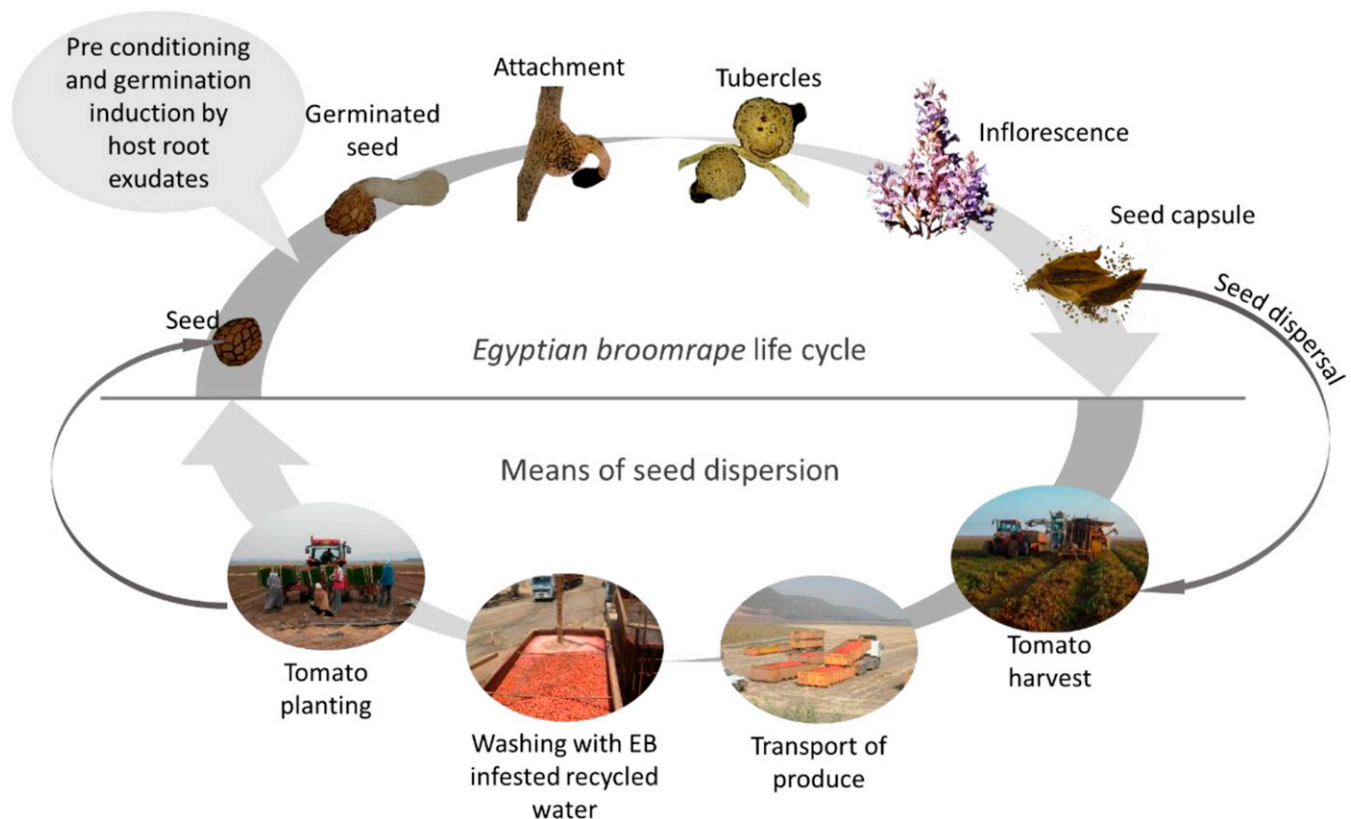 Pre conditioning
and germination
induction by
host root
exudates
Germinated
seed
Attachment
Tubercles
Inflorescence
Seed capsule
Seed dispersal
Seed
Egyptian broomrape life cycle
Means of seed dispersion
Tomato
planting
Washing with EB
infested recycled
water
Transport of
produce
Tomato
harvest